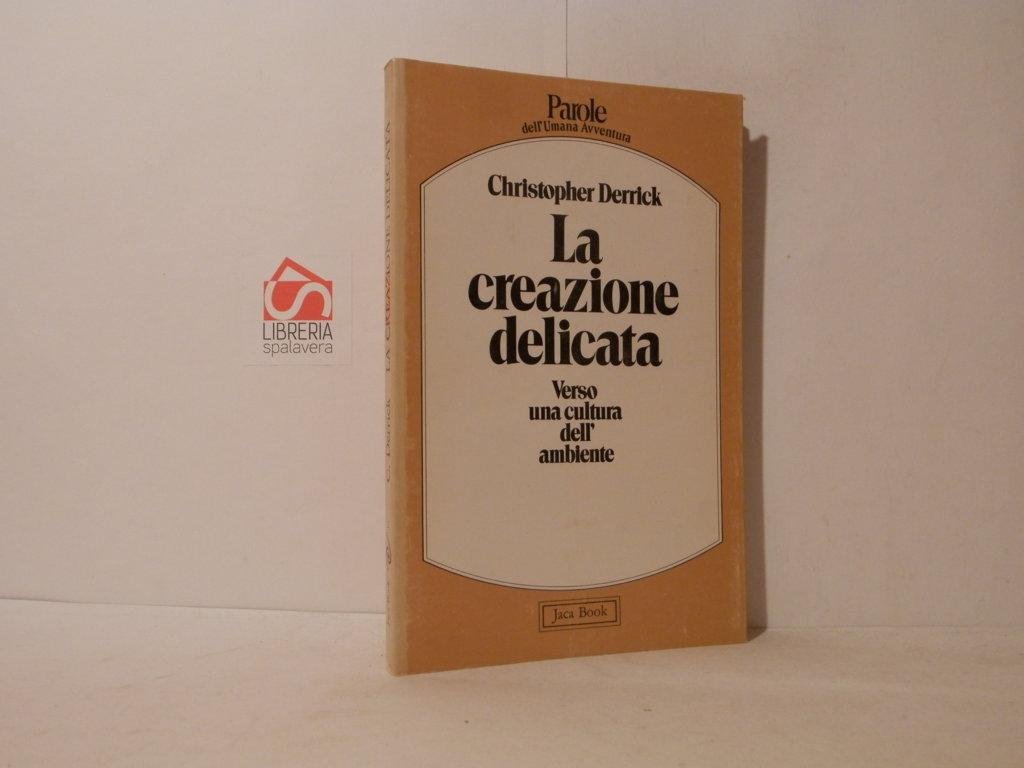 Parole
dell'Umana Avventura
Christopher Derrick
La
creazione
delicata
Verso
una cultura
dell'
ambiente
Jaca Book
C. Derrick LA CREAZIONE DELICATA
LIBRERIA
spalavera